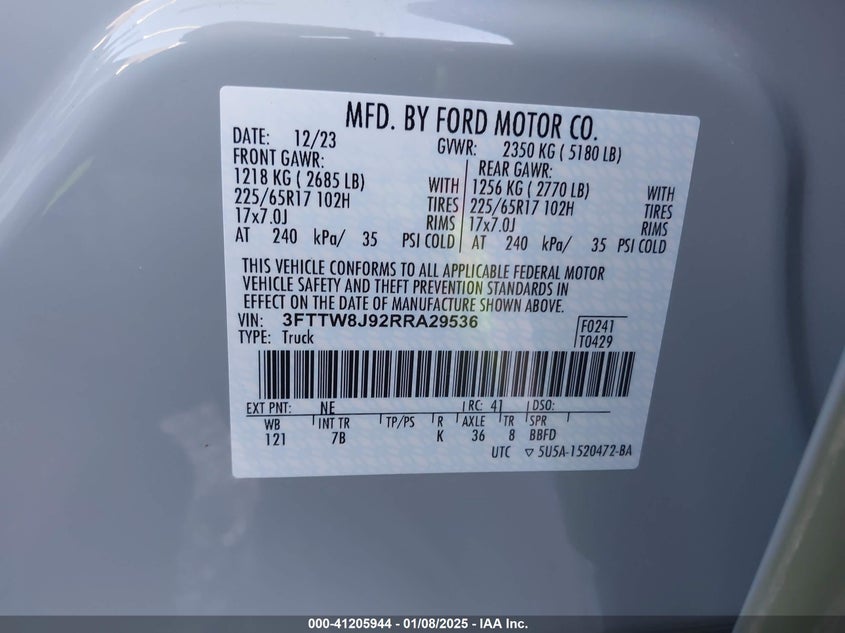 MFD. BY FORD MOTOR CO.
DATE: 12/23 GVWR: 2350 KG ( 5180 LB)
FRONT GAWR: REAR GAWR:
1218 KG ( 2685 LB) WITH 1256 KG ( 2770 LB) WITH
225/65R17 102H TIRES 225/65R17 102H TIRES
17x7.0J RIMS 17x7.0J RIMS
AT 240 kPa/ 35 PSI COLD AT 240 kPa/ 35 PSI COLD
THIS VEHICLE CONFORMS TO ALL APPLICABLE FEDERAL MOTOR
VEHICLE SAFETY AND THEFT PREVENTION STANDARDS IN
EFFECT ON THE DATE OF MANUFACTURE SHOWN ABOVE.
VIN: 3FTTW8J92RRA29536 F0241
TYPE: Truck T0429
EXT PNT: NE RC: 41 DSO:
WB INT TR TP/PS R AXLE TR SPR
121 7B K 36 8 BBFD
UTC ▽ 5U5A-1520472-BA
000-41205944 - 01/08/2025 - IAA Inc.